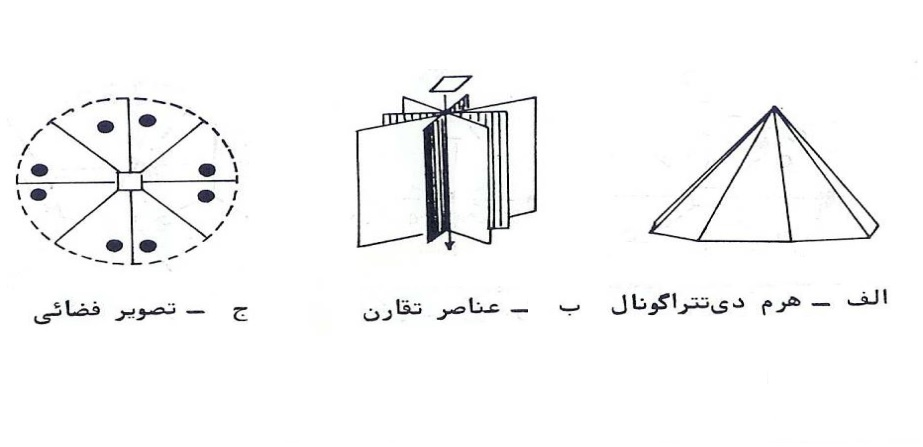 الف – هرم دی‌تتراگونال
ب – عناصر تقارن
ج – تصویر فضائی